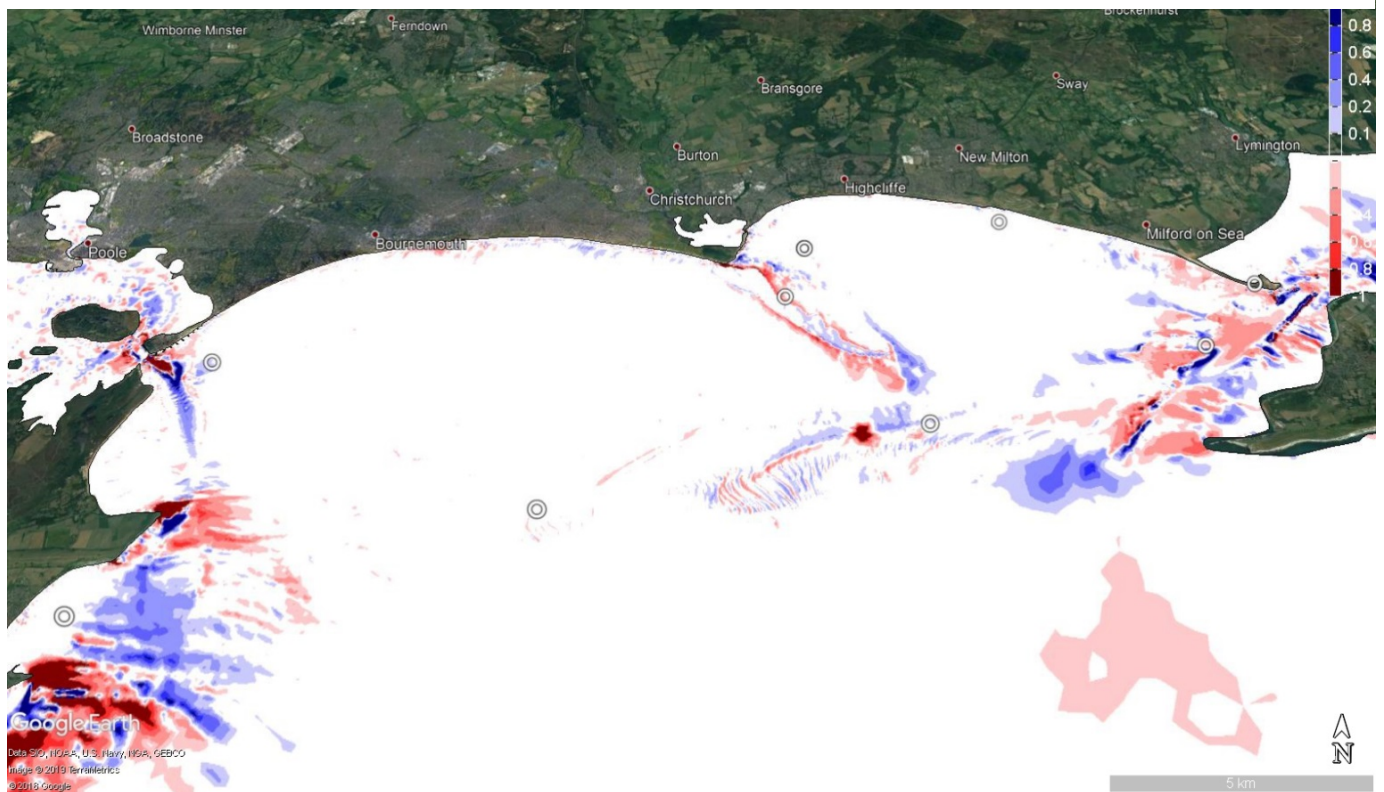 Brockenhurst
Wimborne Minster
Ferndown
0.8
0.6
Bransgore
Sway
0.4
0.2
Broadstone
0.1
Burton
New Milton
Lymington
Christchurch
Highcliffe
Milford on Sea
Bournemouth
Poole
0.8
-1
Google Earth
Data SIO, NOAA, U.S. Navy, NGA, GEBCO
Image © 2019 TerraMetrics
© 2018 Google
N
5 km